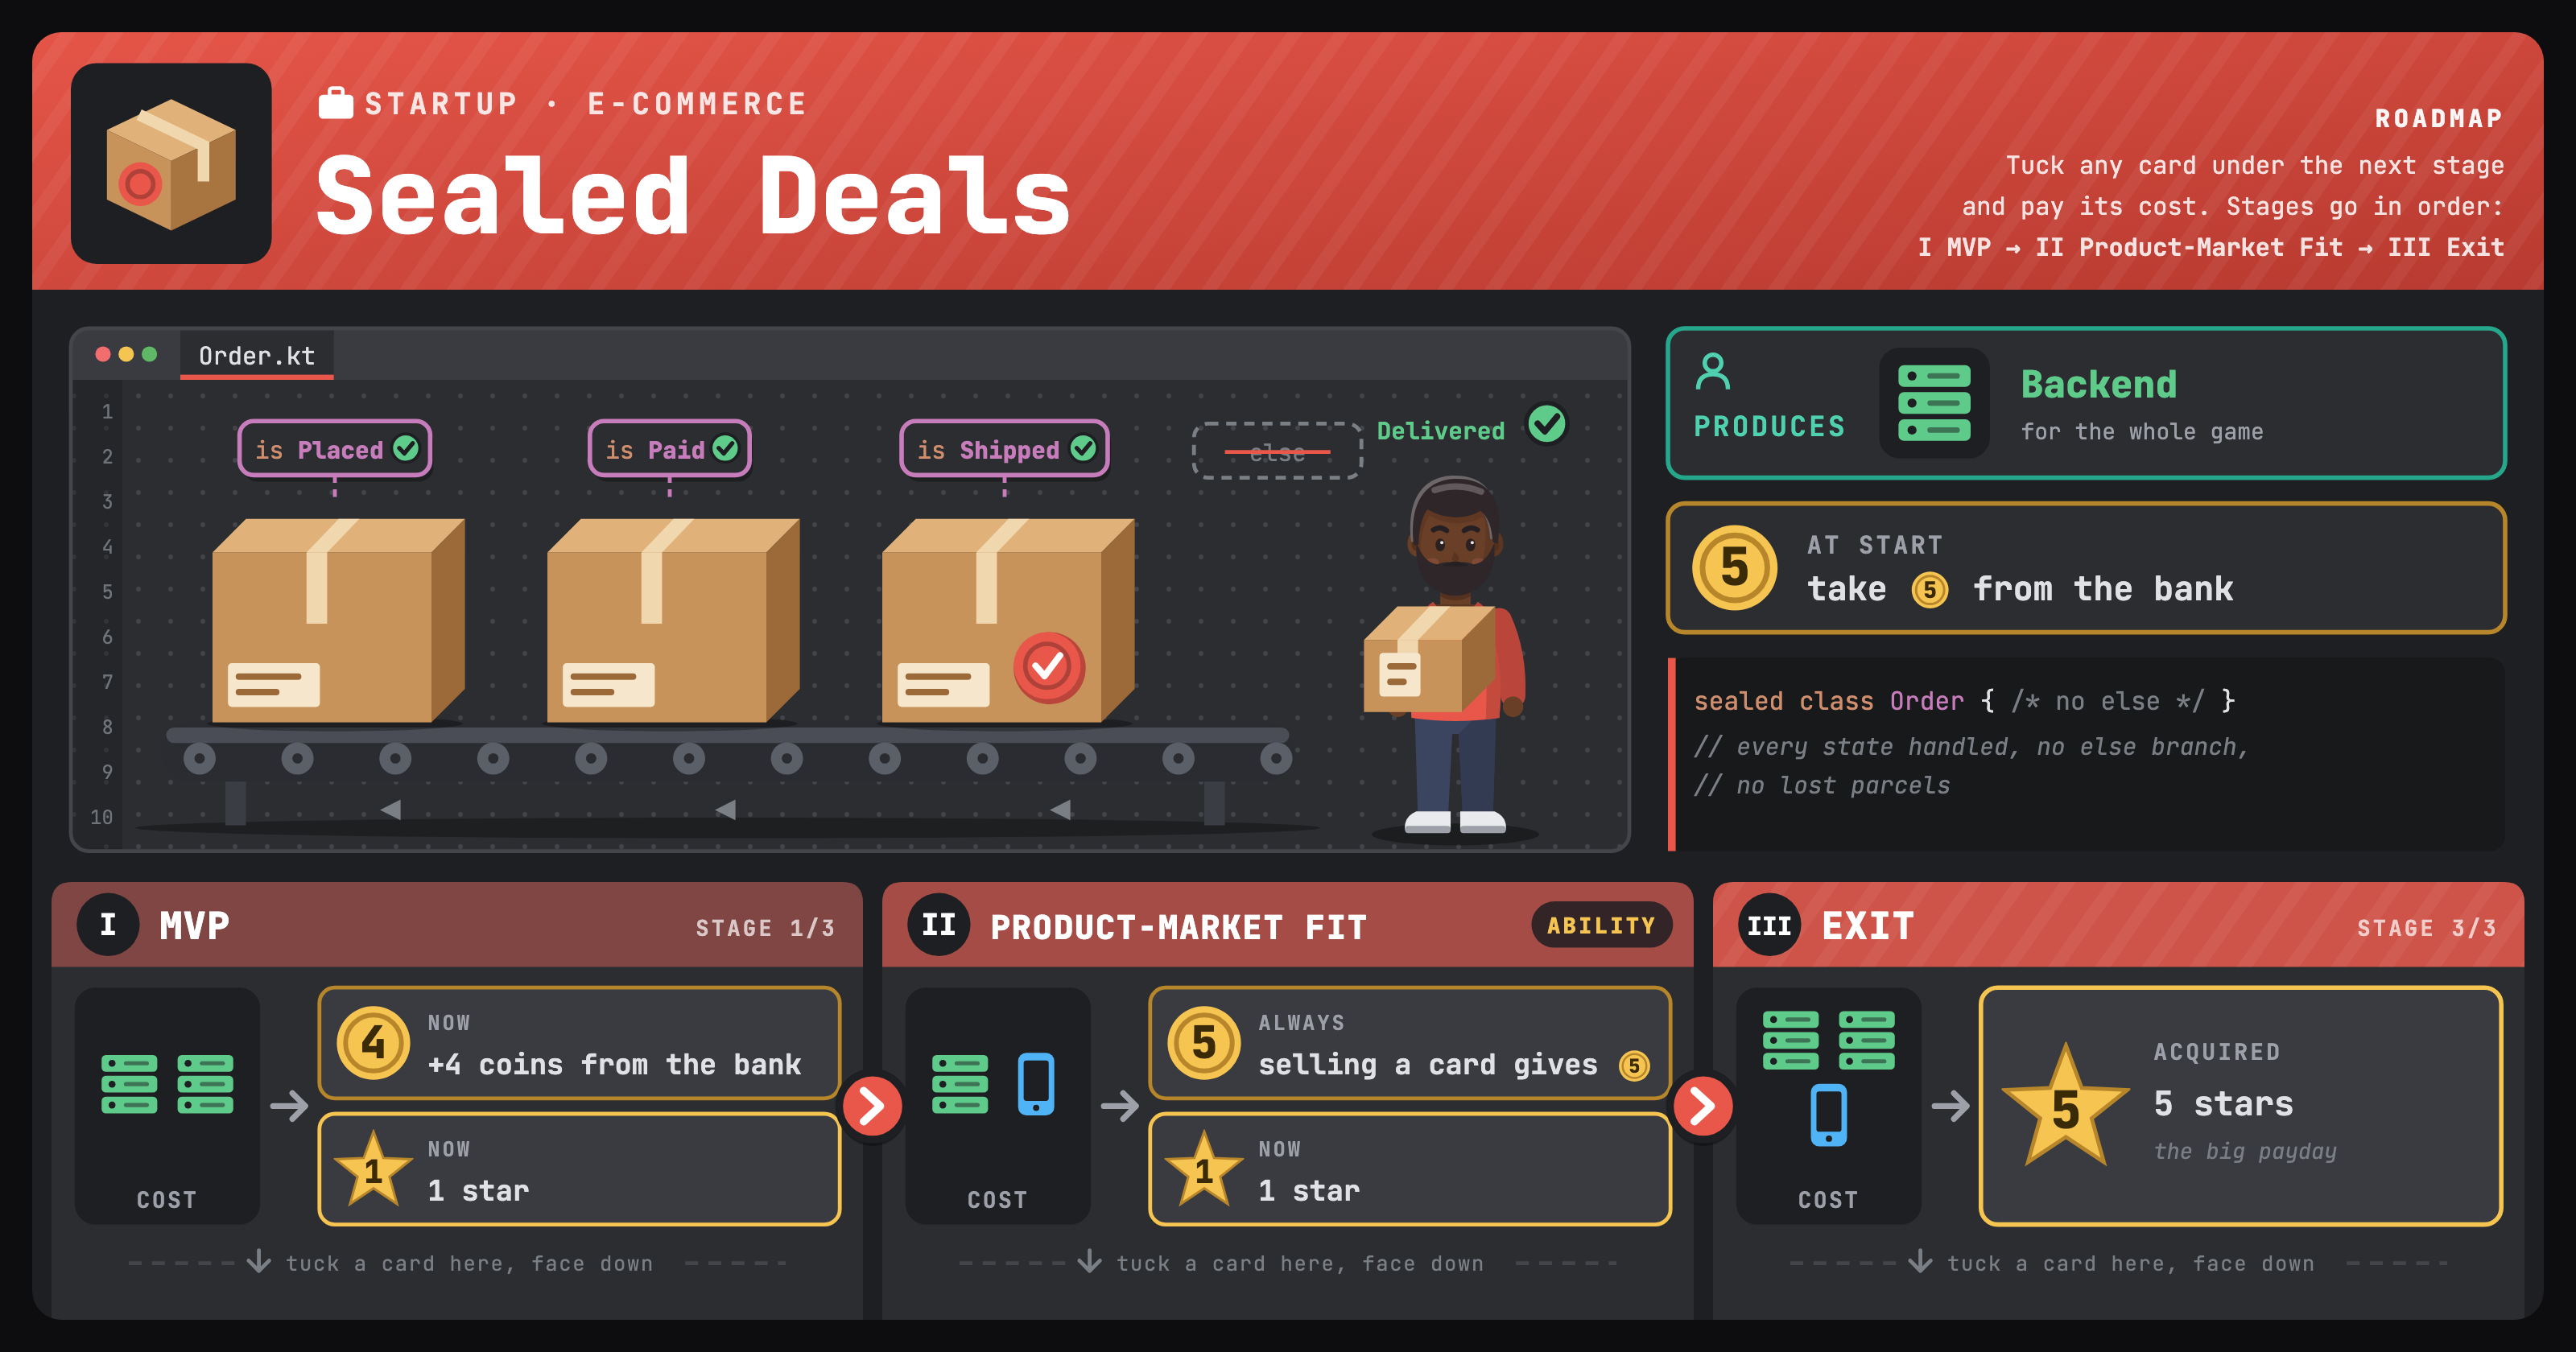 STARTUP · E-COMMERCE
Sealed Deals
ROADMAP
Tuck any card under the next stage
and pay its cost. Stages go in order:
I MVP → II Product-Market Fit → III Exit
Order.kt
1
2
3
4
5
6
7
8
9
10
is Placed
is Paid
is Shipped
else
Delivered
PRODUCES
Backend
for the whole game
5
AT START
take 5 from the bank
sealed class Order { /* no else */ }
// every state handled, no else branch,
// no lost parcels
I MVP
STAGE 1/3
COST
4
NOW
+4 coins from the bank
1
NOW
1 star
tuck a card here, face down
II PRODUCT-MARKET FIT
ABILITY
COST
5
ALWAYS
selling a card gives 5
1
NOW
1 star
tuck a card here, face down
III EXIT
STAGE 3/3
COST
5
ACQUIRED
5 stars
the big payday
tuck a card here, face down